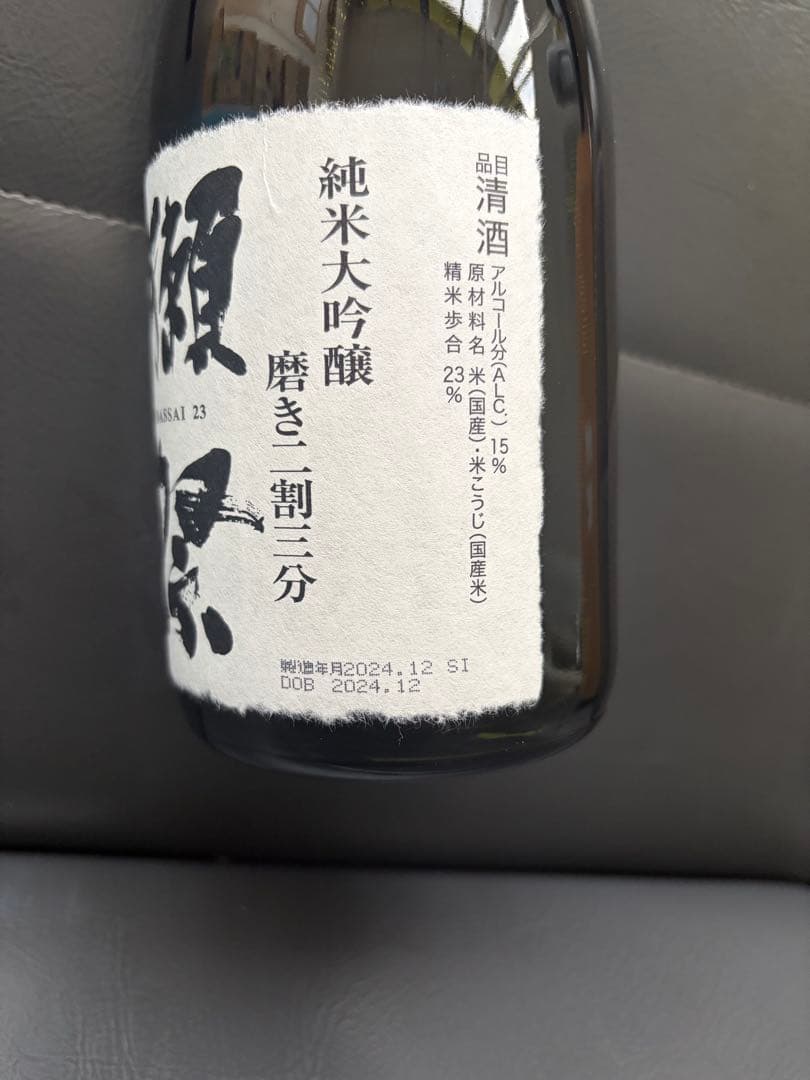 品目
清酒
アルコール分(ALC.) 15%
原材料名 米(国産)・米こうじ(国産米)
精米歩合 23%
純米大吟醸
磨き二割三分
獺祭
DASSAI 23
製造年月2024.12 SI
DOB 2024.12